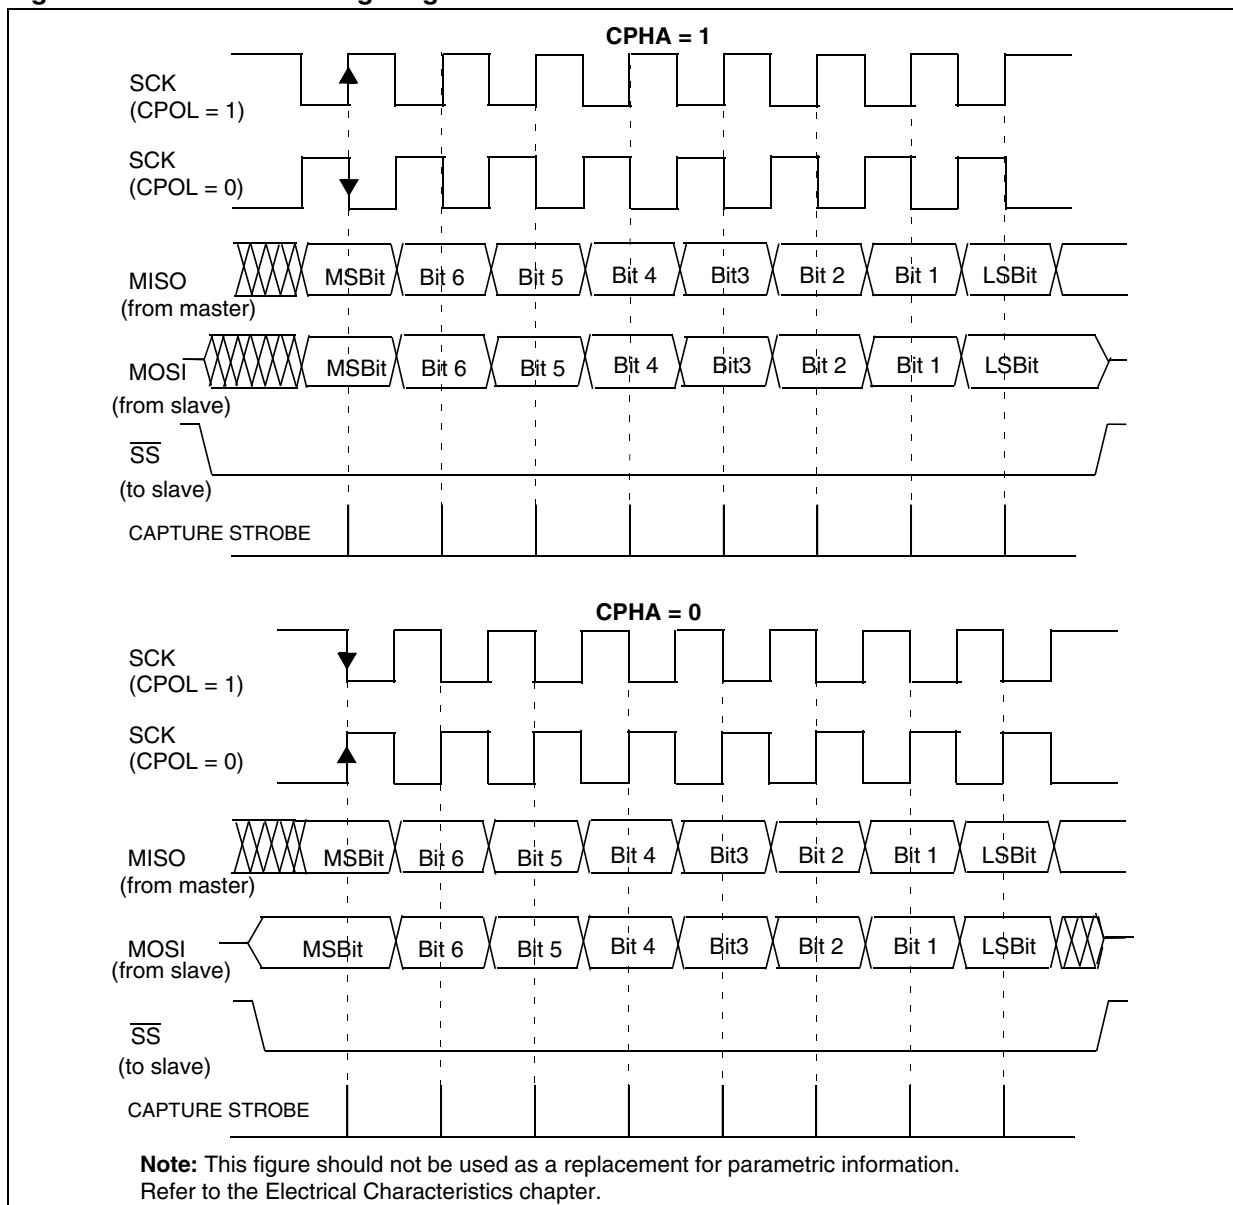 CPHA = 1
SCK
(CPOL = 1)
SCK
(CPOL = 0)
MISO
(from master)
MSBit Bit 6 Bit 5 Bit 4 Bit3 Bit 2 Bit 1 LSBit
MOSI
(from slave)
MSBit Bit 6 Bit 5 Bit 4 Bit3 Bit 2 Bit 1 LSBit
SS
(to slave)
CAPTURE STROBE
CPHA = 0
SCK
(CPOL = 1)
SCK
(CPOL = 0)
MISO
(from master)
MSBit Bit 6 Bit 5 Bit 4 Bit3 Bit 2 Bit 1 LSBit
MOSI
(from slave)
MSBit Bit 6 Bit 5 Bit 4 Bit3 Bit 2 Bit 1 LSBit
SS
(to slave)
CAPTURE STROBE
Note: This figure should not be used as a replacement for parametric information.
Refer to the Electrical Characteristics chapter.